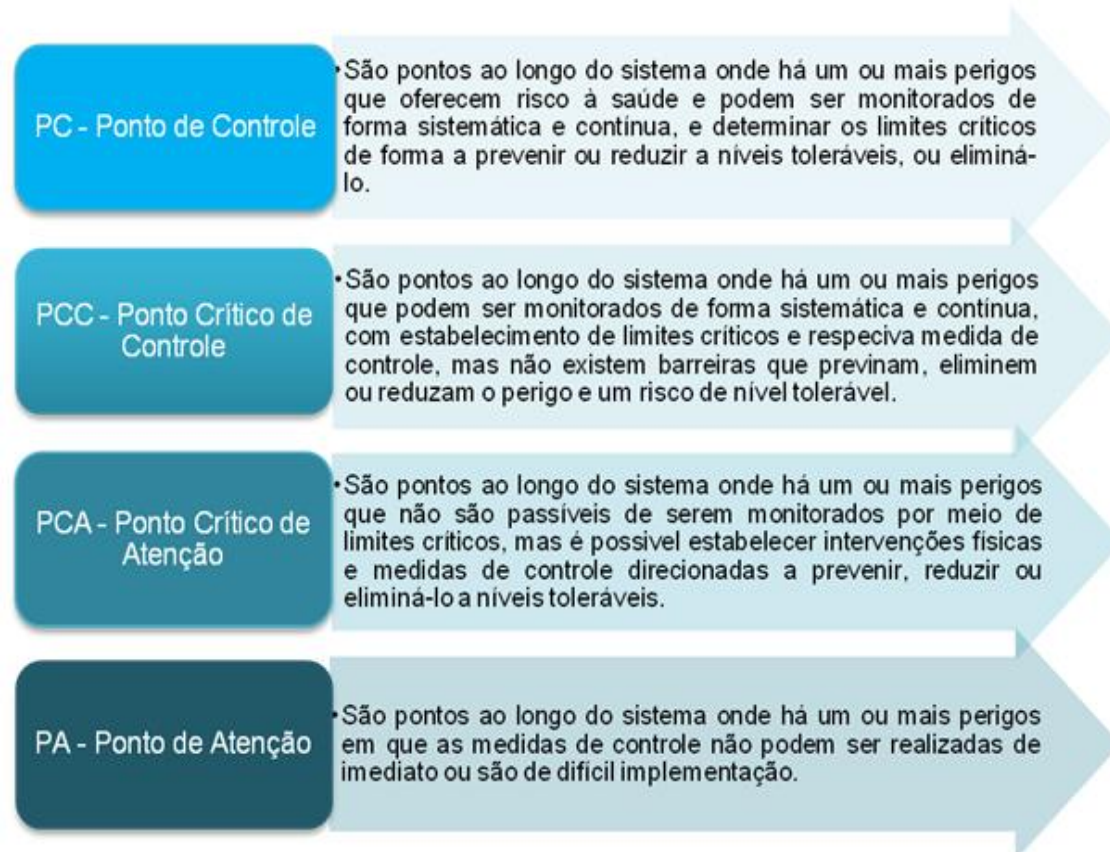 PC - Ponto de Controle
•São pontos ao longo do sistema onde há um ou mais perigos
que oferecem risco à saúde e podem ser monitorados de
forma sistemática e contínua, e determinar os limites críticos
de forma a prevenir ou reduzir a níveis toleráveis, ou eliminá-
lo.
PCC - Ponto Crítico de
Controle
•São pontos ao longo do sistema onde há um ou mais perigos
que podem ser monitorados de forma sistemática e contínua,
com estabelecimento de limites críticos e respeciva medida de
controle, mas não existem barreiras que previnam, eliminem
ou reduzam o perigo e um risco de nível tolerável.
PCA - Ponto Crítico de
Atenção
•São pontos ao longo do sistema onde há um ou mais perigos
que não são passíveis de serem monitorados por meio de
limites críticos, mas é possivel estabelecer intervenções físicas
e medidas de controle direcionadas a prevenir, reduzir ou
eliminá-lo a níveis toleráveis.
PA - Ponto de Atenção
•São pontos ao longo do sistema onde há um ou mais perigos
em que as medidas de controle não podem ser realizadas de
imediato ou são de difícil implementação.